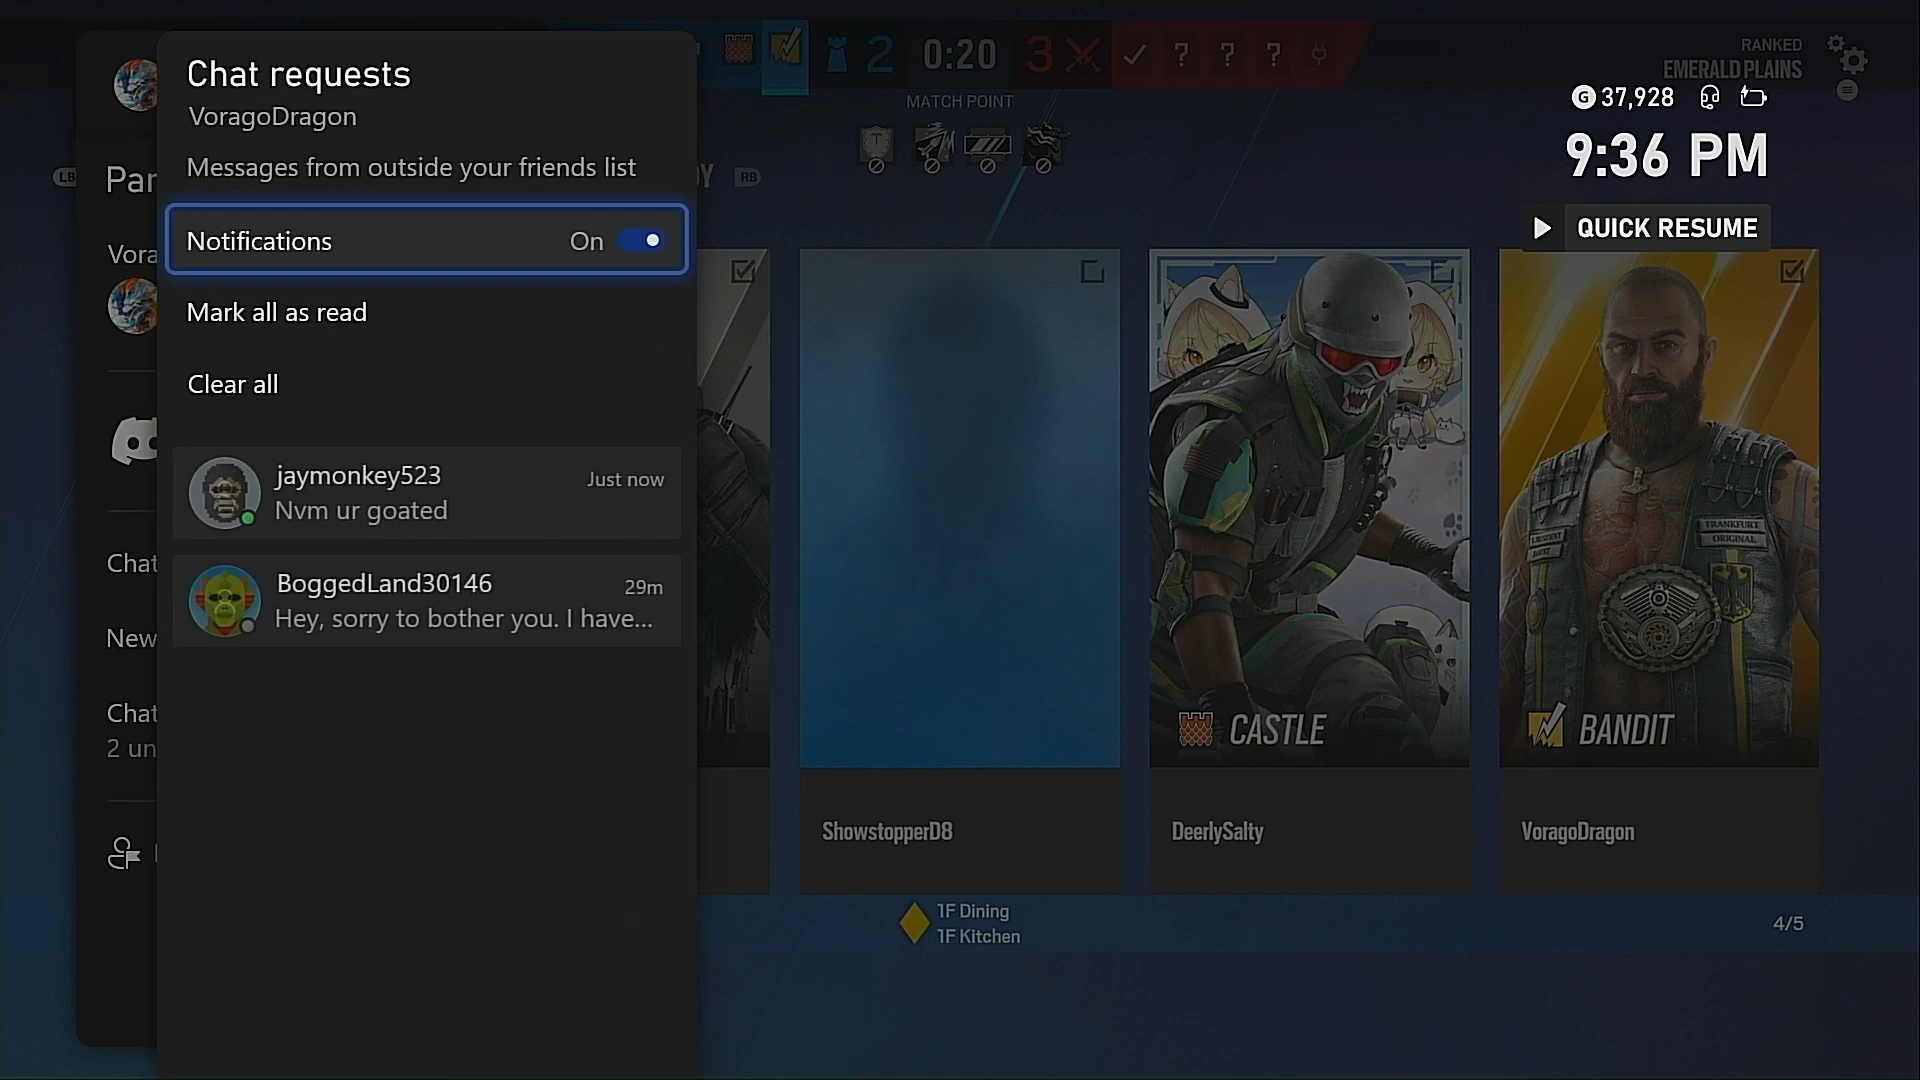 Chat requests
VoragoDragon
Messages from outside your friends list
Notifications On
Mark all as read
Clear all
jaymonkey523 Just now
Nvm ur goated
BoggedLand30146 29m
Hey, sorry to bother you. I have...
LB
Par
Vora
Chat
New
Chat
2 un
2 0:20 3 ? ? ?
MATCH POINT
RB
RANKED
EMERALD PLAINS
G 37,928
9:36 PM
QUICK RESUME
CASTLE
BANDIT
FRANKFURT
ORIGINAL
ShowstopperD8
DeerlySalty
VoragoDragon
1F Dining
1F Kitchen
4/5